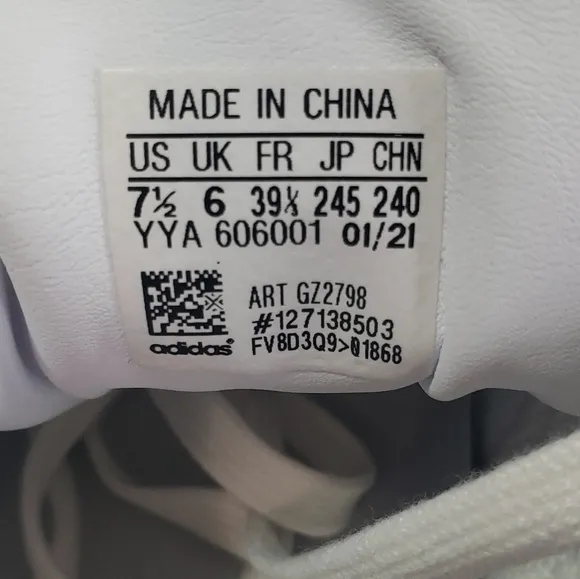 MADE IN CHINA
US UK FR JP CHN
7½ 6 39⅓ 245 240
YYA 606001 01/21
ART GZ2798
#127138503
adidas® FV8D3Q9>01868